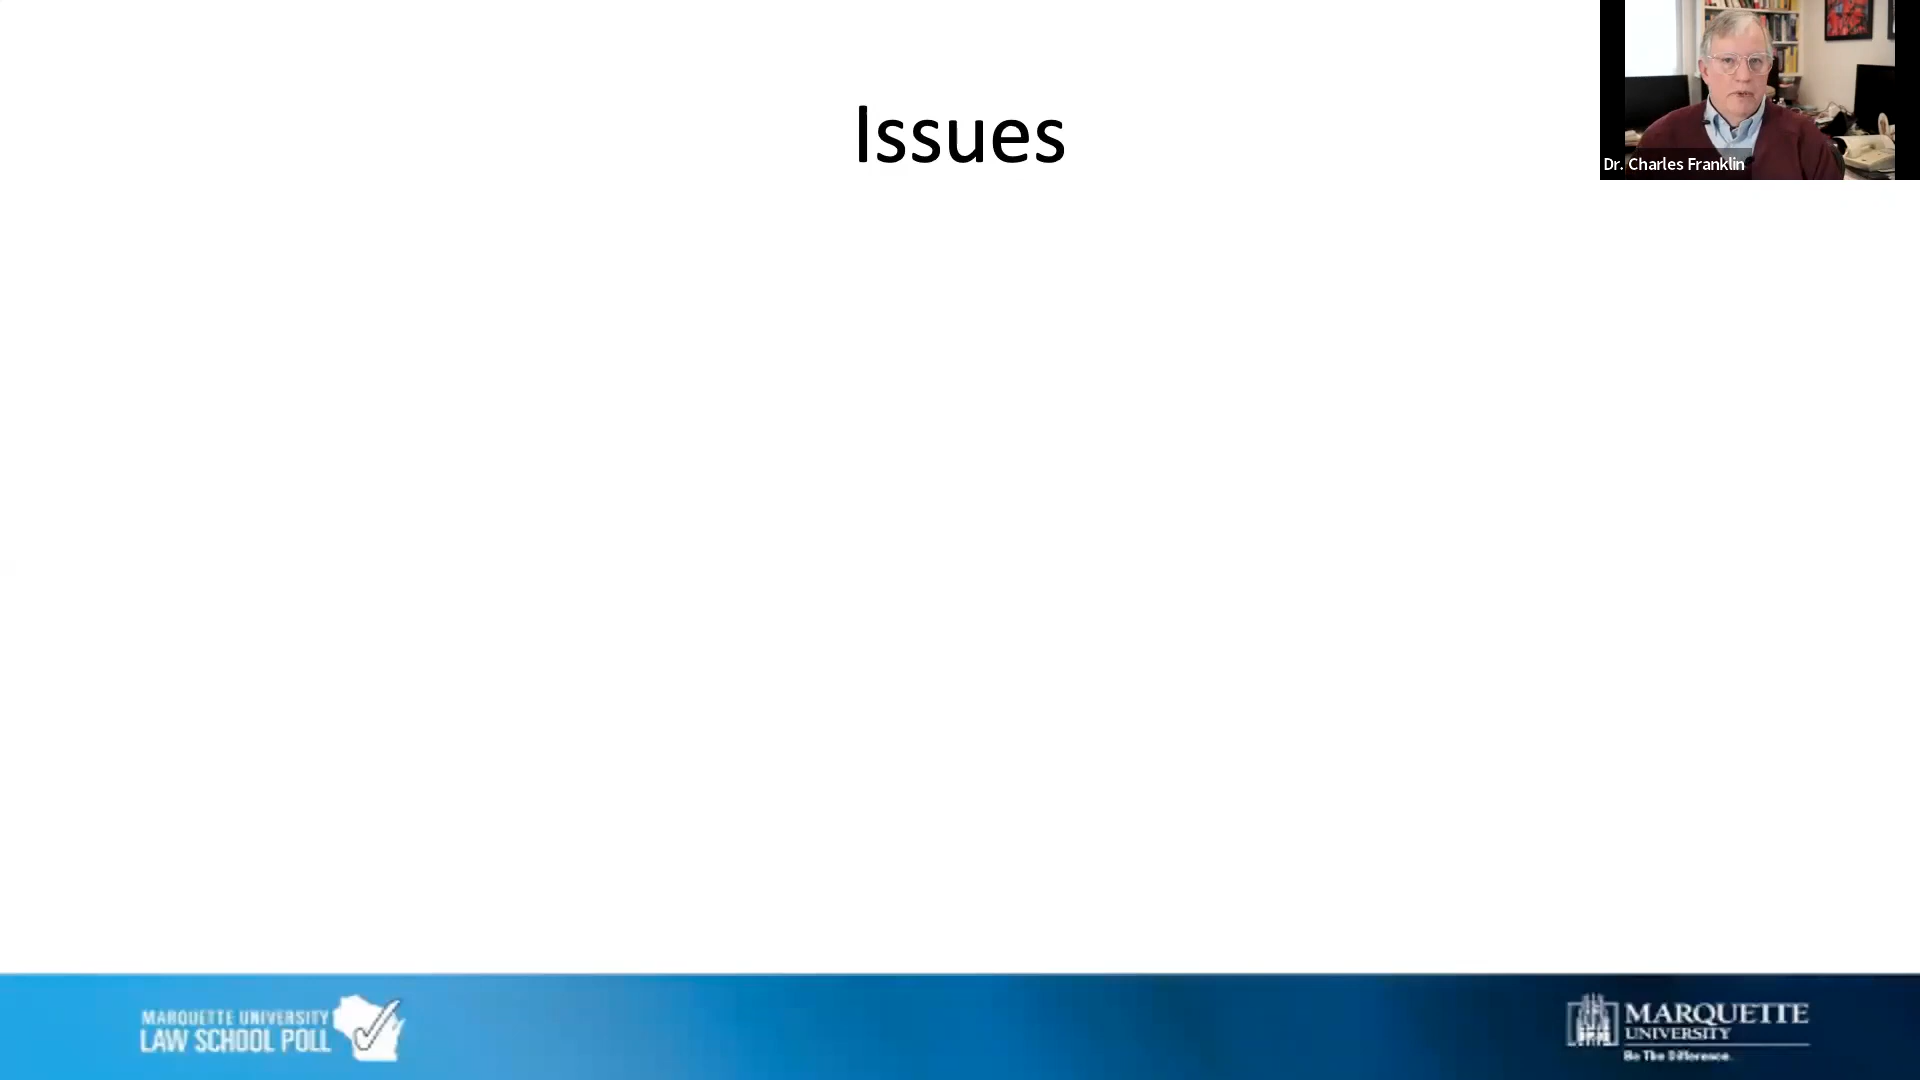 Issues
Dr. Charles Franklin
MARQUETTE UNIVERSITY
LAW SCHOOL POLL
MARQUETTE
UNIVERSITY
Be The Difference.